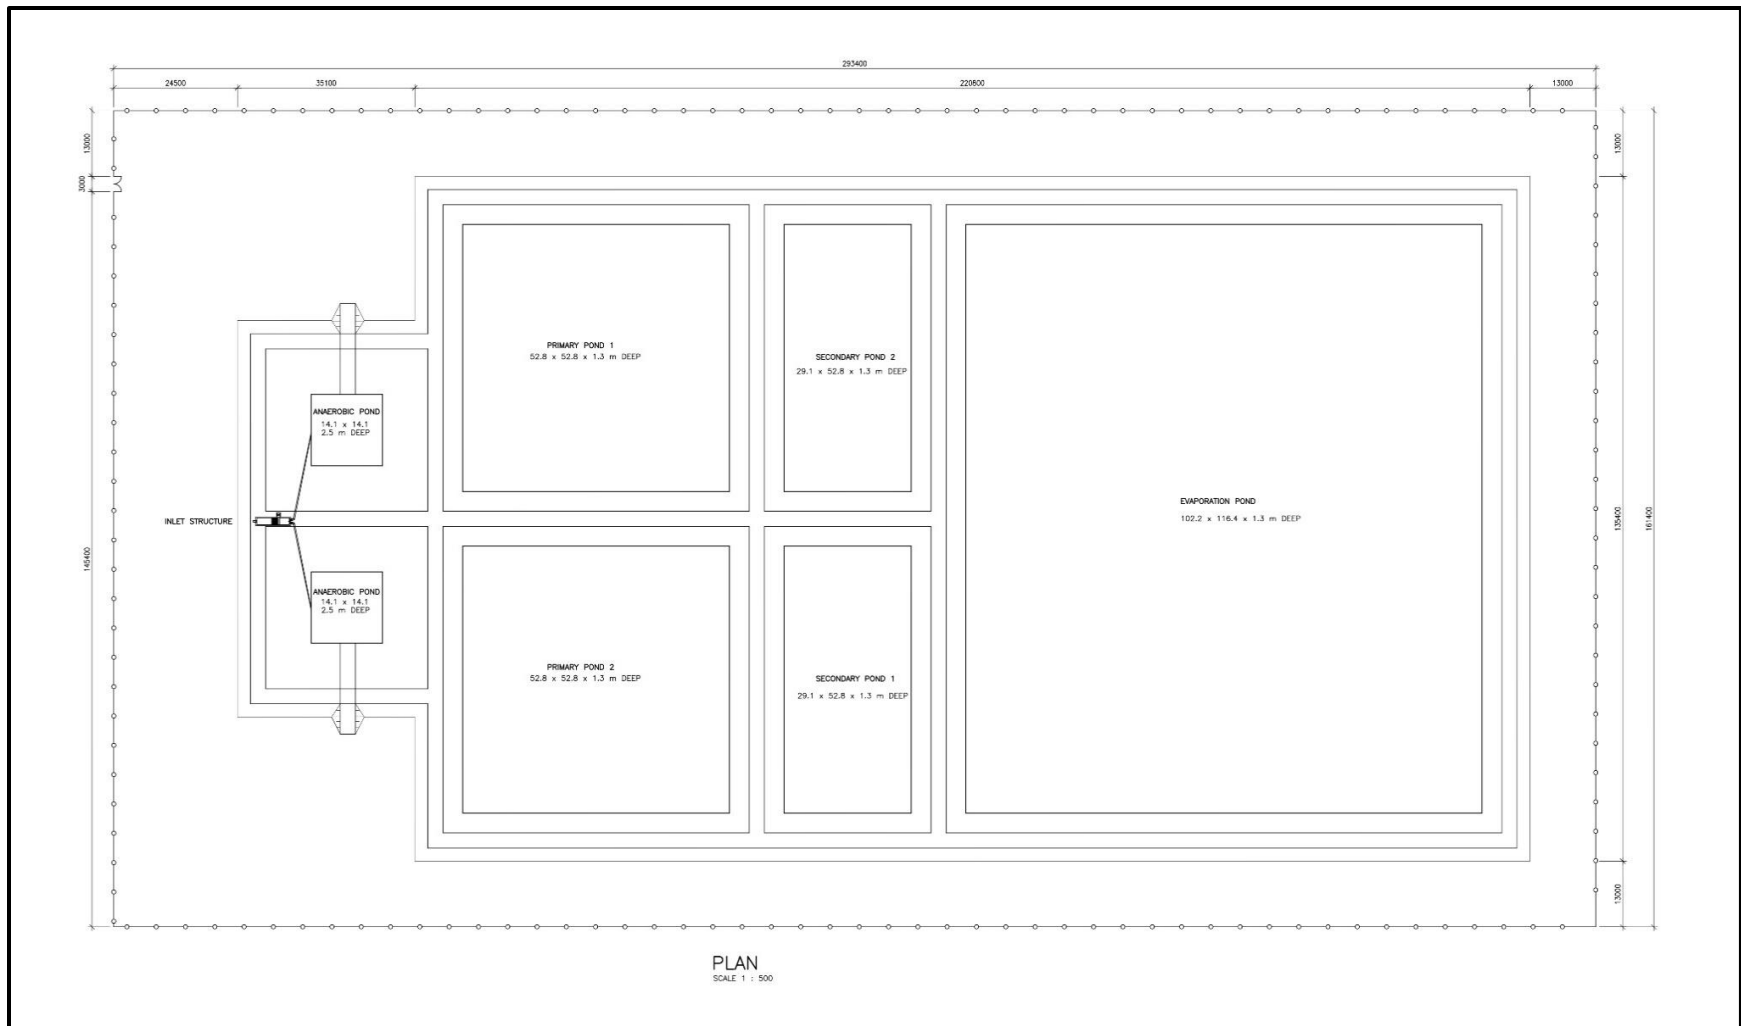 293400
24500
35100
220800
13000
13000
3000
145400
13000
135400
161400
13000
PRIMARY POND 1
52.8 x 52.8 x 1.3 m DEEP
SECONDARY POND 2
29.1 x 52.8 x 1.3 m DEEP
ANAEROBIC POND
14.1 x 14.1
2.5 m DEEP
EVAPORATION POND
102.2 x 116.4 x 1.3 m DEEP
INLET STRUCTURE
ANAEROBIC POND
14.1 x 14.1
2.5 m DEEP
PRIMARY POND 2
52.8 x 52.8 x 1.3 m DEEP
SECONDARY POND 1
29.1 x 52.8 x 1.3 m DEEP
PLAN
SCALE 1 : 500